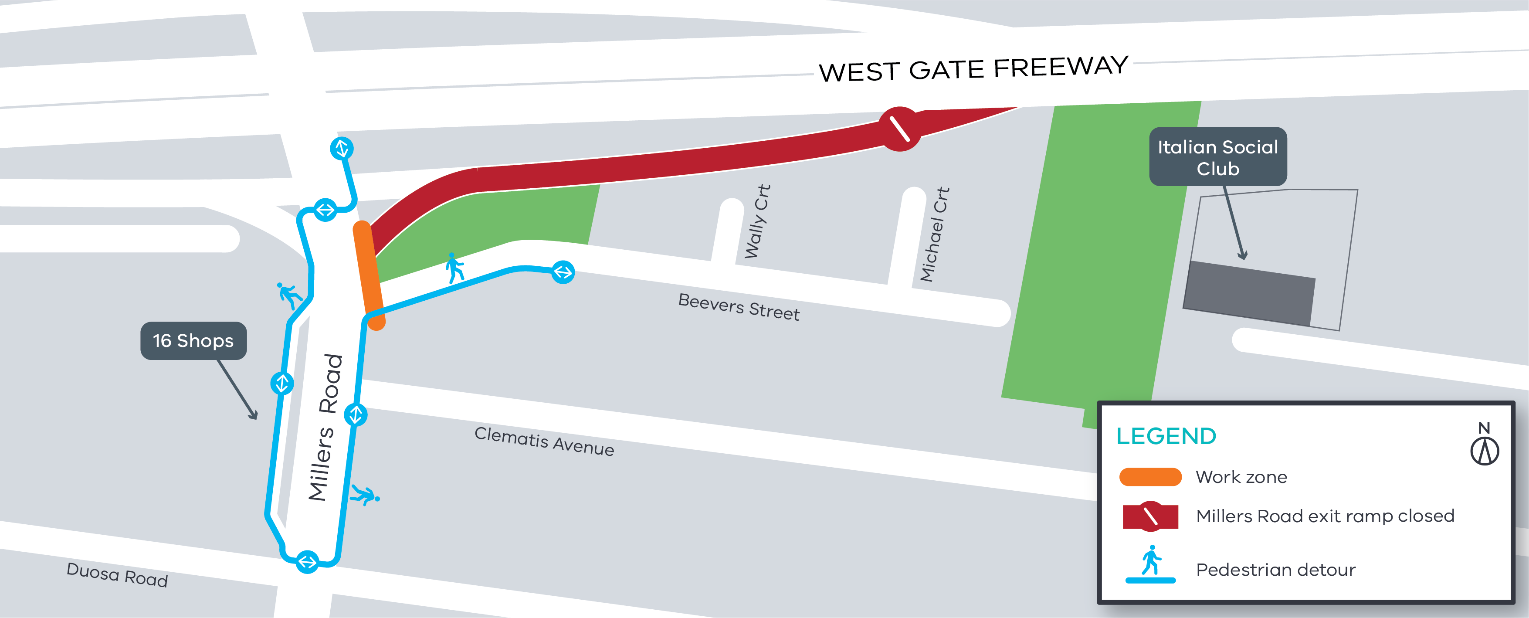 WEST GATE FREEWAY
Italian Social
Club
Wally Crt
Michael Crt
Beevers Street
16 Shops
Millers Road
Clematis Avenue
Duosa Road
LEGEND
N
Work zone
Millers Road exit ramp closed
Pedestrian detour